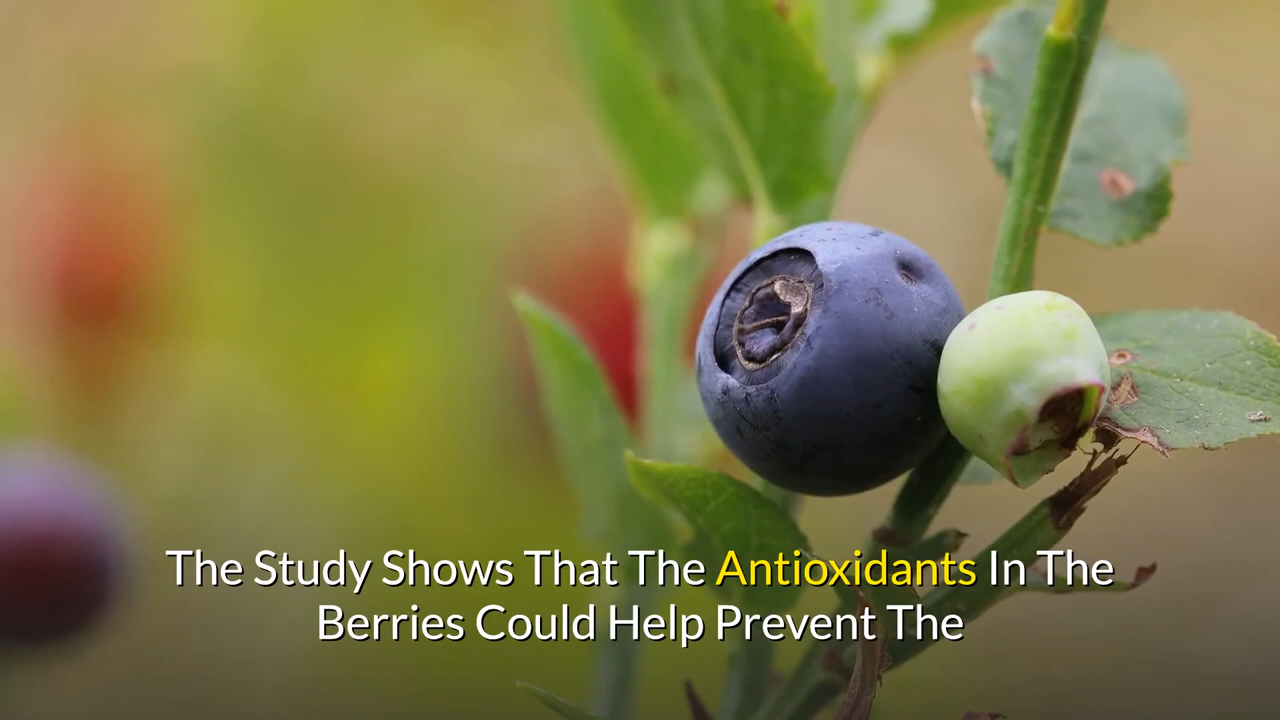 The Study Shows That The Antioxidants In The
Berries Could Help Prevent The